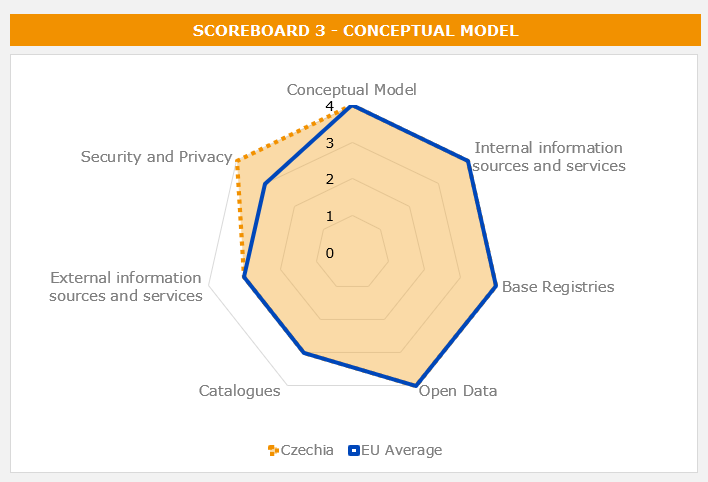 SCOREBOARD 3 - CONCEPTUAL MODEL
Conceptual Model
4
Internal information
sources and services
Security and Privacy
3
2
1
0
External information
sources and services
Base Registries
Catalogues
Open Data
Czechia
EU Average